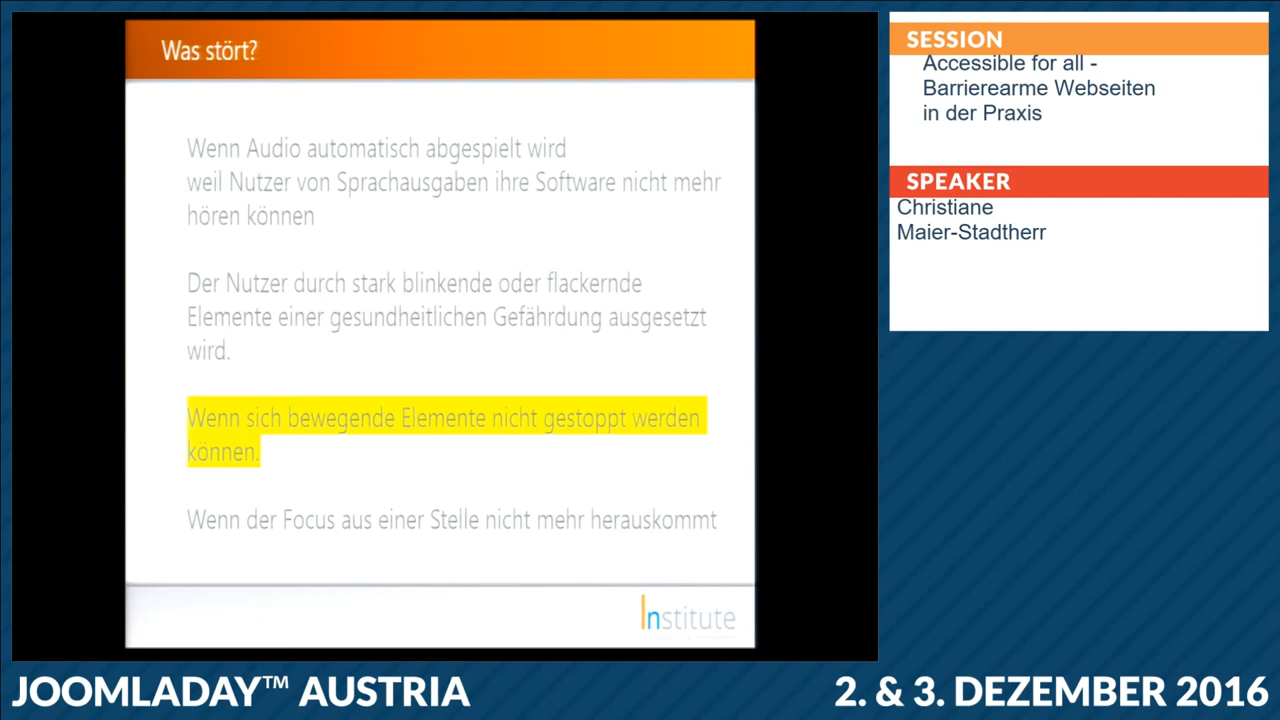 Was stört?
Wenn Audio automatisch abgespielt wird
weil Nutzer von Sprachausgaben ihre Software nicht mehr
hören können
Der Nutzer durch stark blinkende oder flackernde
Elemente einer gesundheitlichen Gefährdung ausgesetzt
wird.
Wenn sich bewegende Elemente nicht gestoppt werden
können.
Wenn der Focus aus einer Stelle nicht mehr herauskommt
Institute
SESSION
Accessible for all -
Barrierearme Webseiten
in der Praxis
SPEAKER
Christiane
Maier-Stadtherr
JOOMLADAY™ AUSTRIA
2. & 3. DEZEMBER 2016